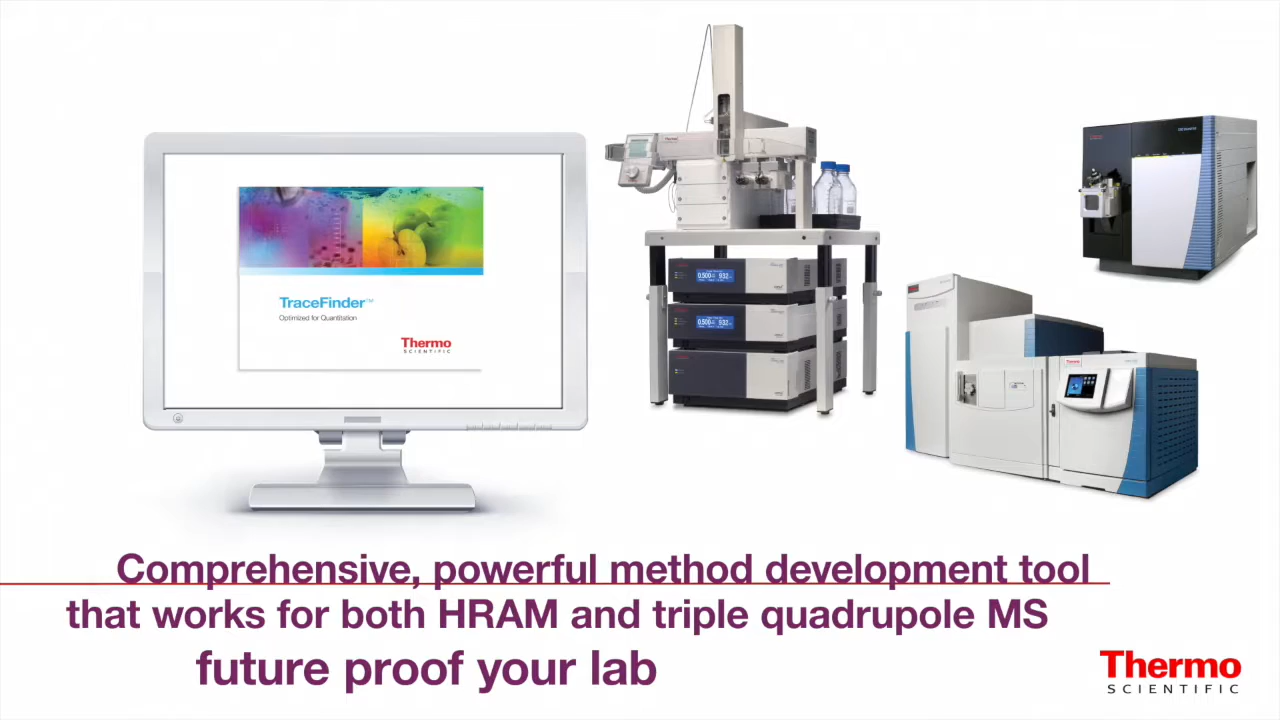 TraceFinder™
Optimized for Quantitation
Thermo
SCIENTIFIC
Comprehensive, powerful method development tool
that works for both HRAM and triple quadrupole MS
future proof your lab
Thermo
SCIENTIFIC